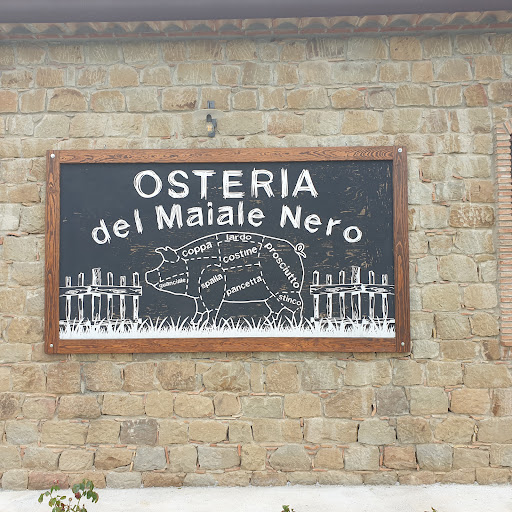 OSTERIA
del Maiale Nero
lardo
coppa
costine
prosciutto
guanciale
spalla
pancetta
stinco